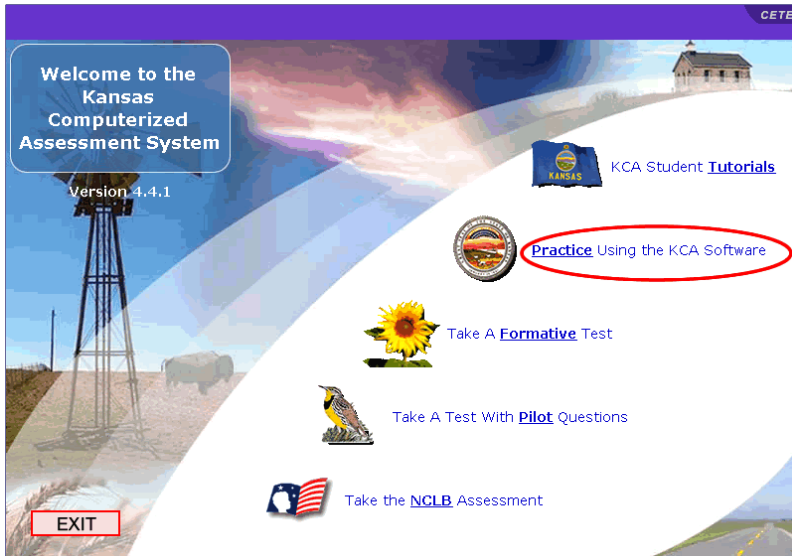 CETE
Welcome to the
Kansas
Computerized
Assessment System
Version 4.4.1
KANSAS
KCA Student Tutorials
Practice Using the KCA Software
Take A Formative Test
Take A Test With Pilot Questions
Take the NCLB Assessment
EXIT